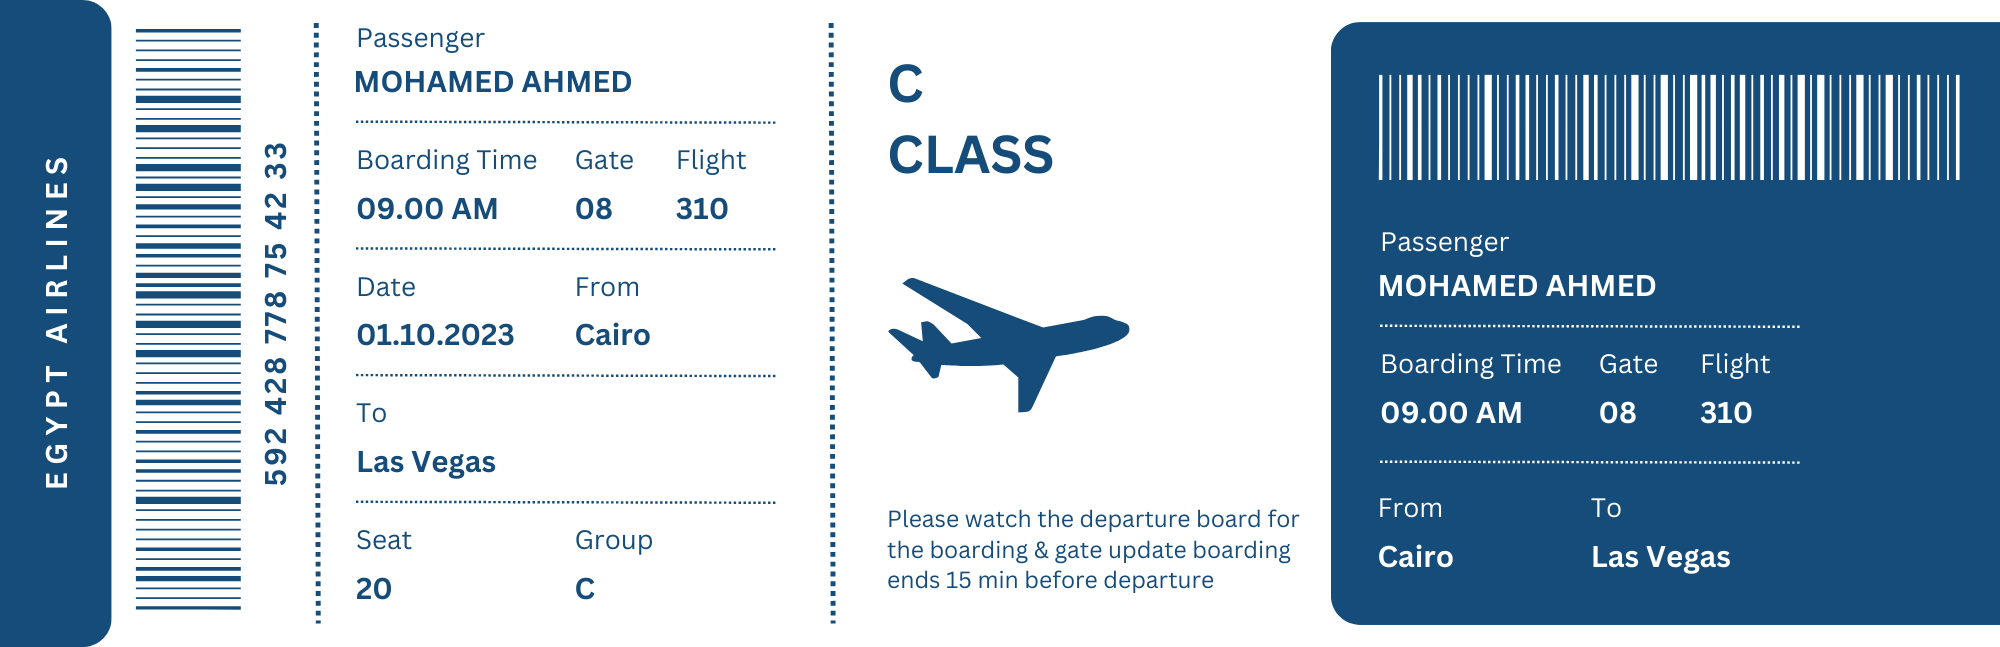 EGYPT AIRLINES
592 428 778 75 42 33
Passenger
MOHAMED AHMED
Boarding Time Gate Flight
09.00 AM 08 310
Date From
01.10.2023 Cairo
To
Las Vegas
Seat Group
20 C
C
CLASS
Please watch the departure board for
the boarding & gate update boarding
ends 15 min before departure
Passenger
MOHAMED AHMED
Boarding Time Gate Flight
09.00 AM 08 310
From To
Cairo Las Vegas